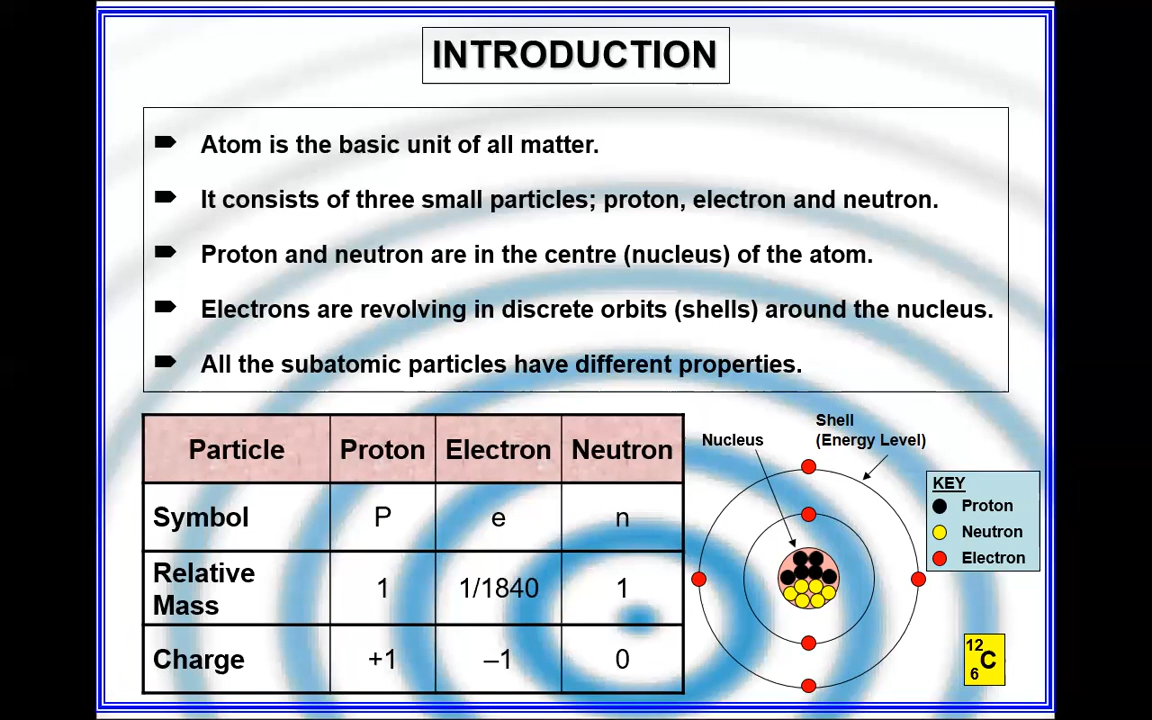 INTRODUCTION
Atom is the basic unit of all matter.
It consists of three small particles; proton, electron and neutron.
Proton and neutron are in the centre (nucleus) of the atom.
Electrons are revolving in discrete orbits (shells) around the nucleus.
All the subatomic particles have different properties.
Particle Proton Electron Neutron
Symbol P e n
Relative
Mass 1 1/1840 1
Charge +1 –1 0
Nucleus
Shell
(Energy Level)
KEY
Proton
Neutron
Electron
12
C
6